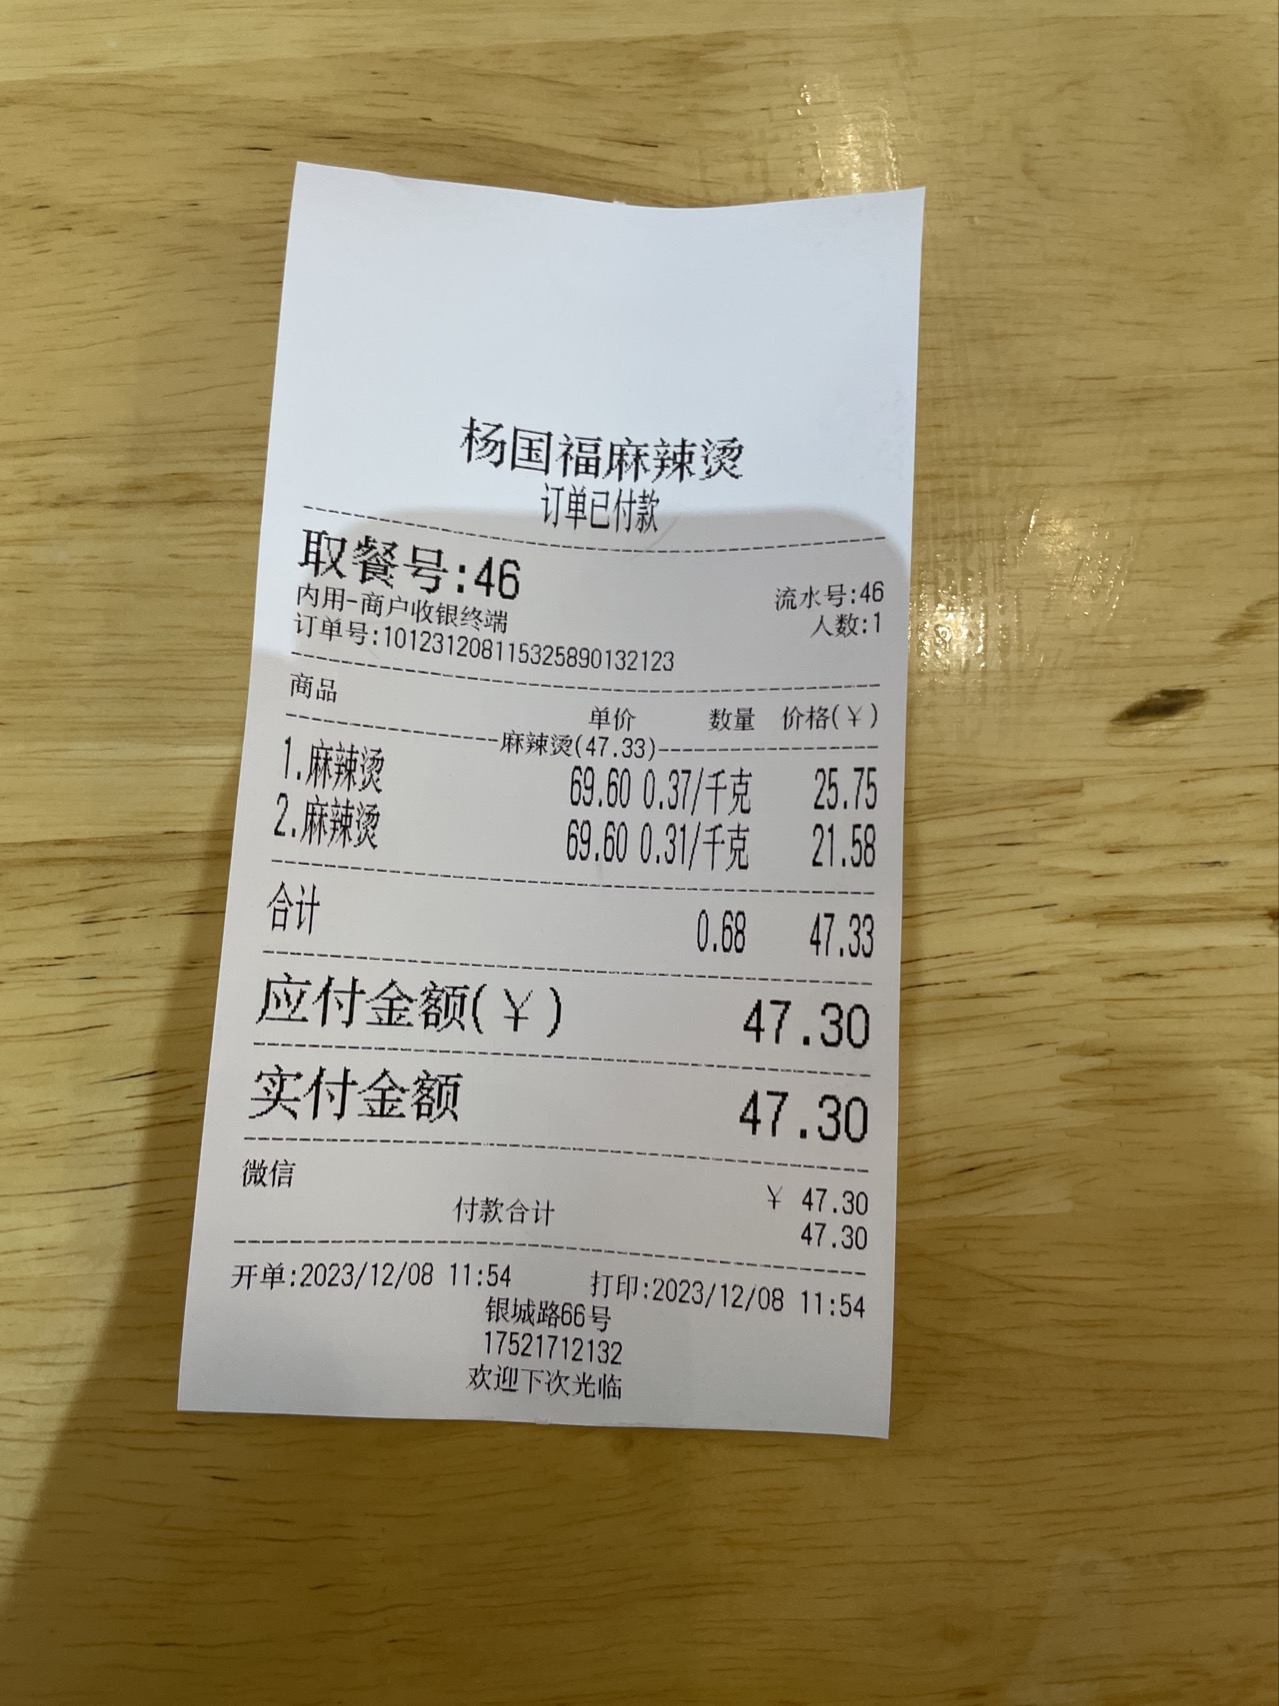 杨国福麻辣烫
订单已付款
取餐号:46 流水号:46
内用-商户收银终端 人数:1
订单号:101231208115325890132123
商品 单价 数量 价格(￥)
麻辣烫(47.33)
1.麻辣烫 69.60 0.37/千克 25.75
2.麻辣烫 69.60 0.31/千克 21.58
合计 0.68 47.33
应付金额(￥) 47.30
实付金额 47.30
微信 ￥ 47.30
付款合计 47.30
开单:2023/12/08 11:54 打印:2023/12/08 11:54
银城路66号
17521712132
欢迎下次光临